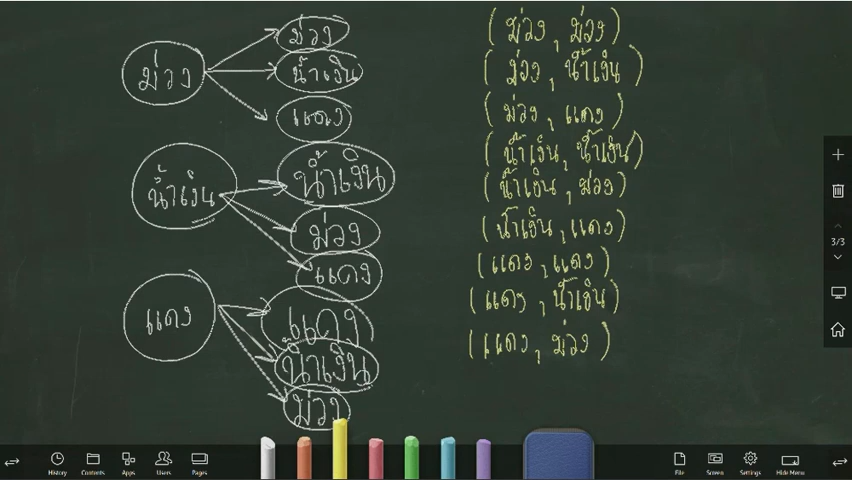 ม่วง
ม่วง
น้ำเงิน
แดง
น้ำเงิน
น้ำเงิน
ม่วง
แดง
แดง
แดง
น้ำเงิน
ม่วง
(ม่วง, ม่วง)
(ม่วง, น้ำเงิน)
(ม่วง, แดง)
(น้ำเงิน, น้ำเงิน)
(น้ำเงิน, ม่วง)
(น้ำเงิน, แดง)
(แดง, แดง)
(แดง, น้ำเงิน)
(แดง, ม่วง)
3/3
History Contents Apps Users Pages File Screen Settings Hide Menu